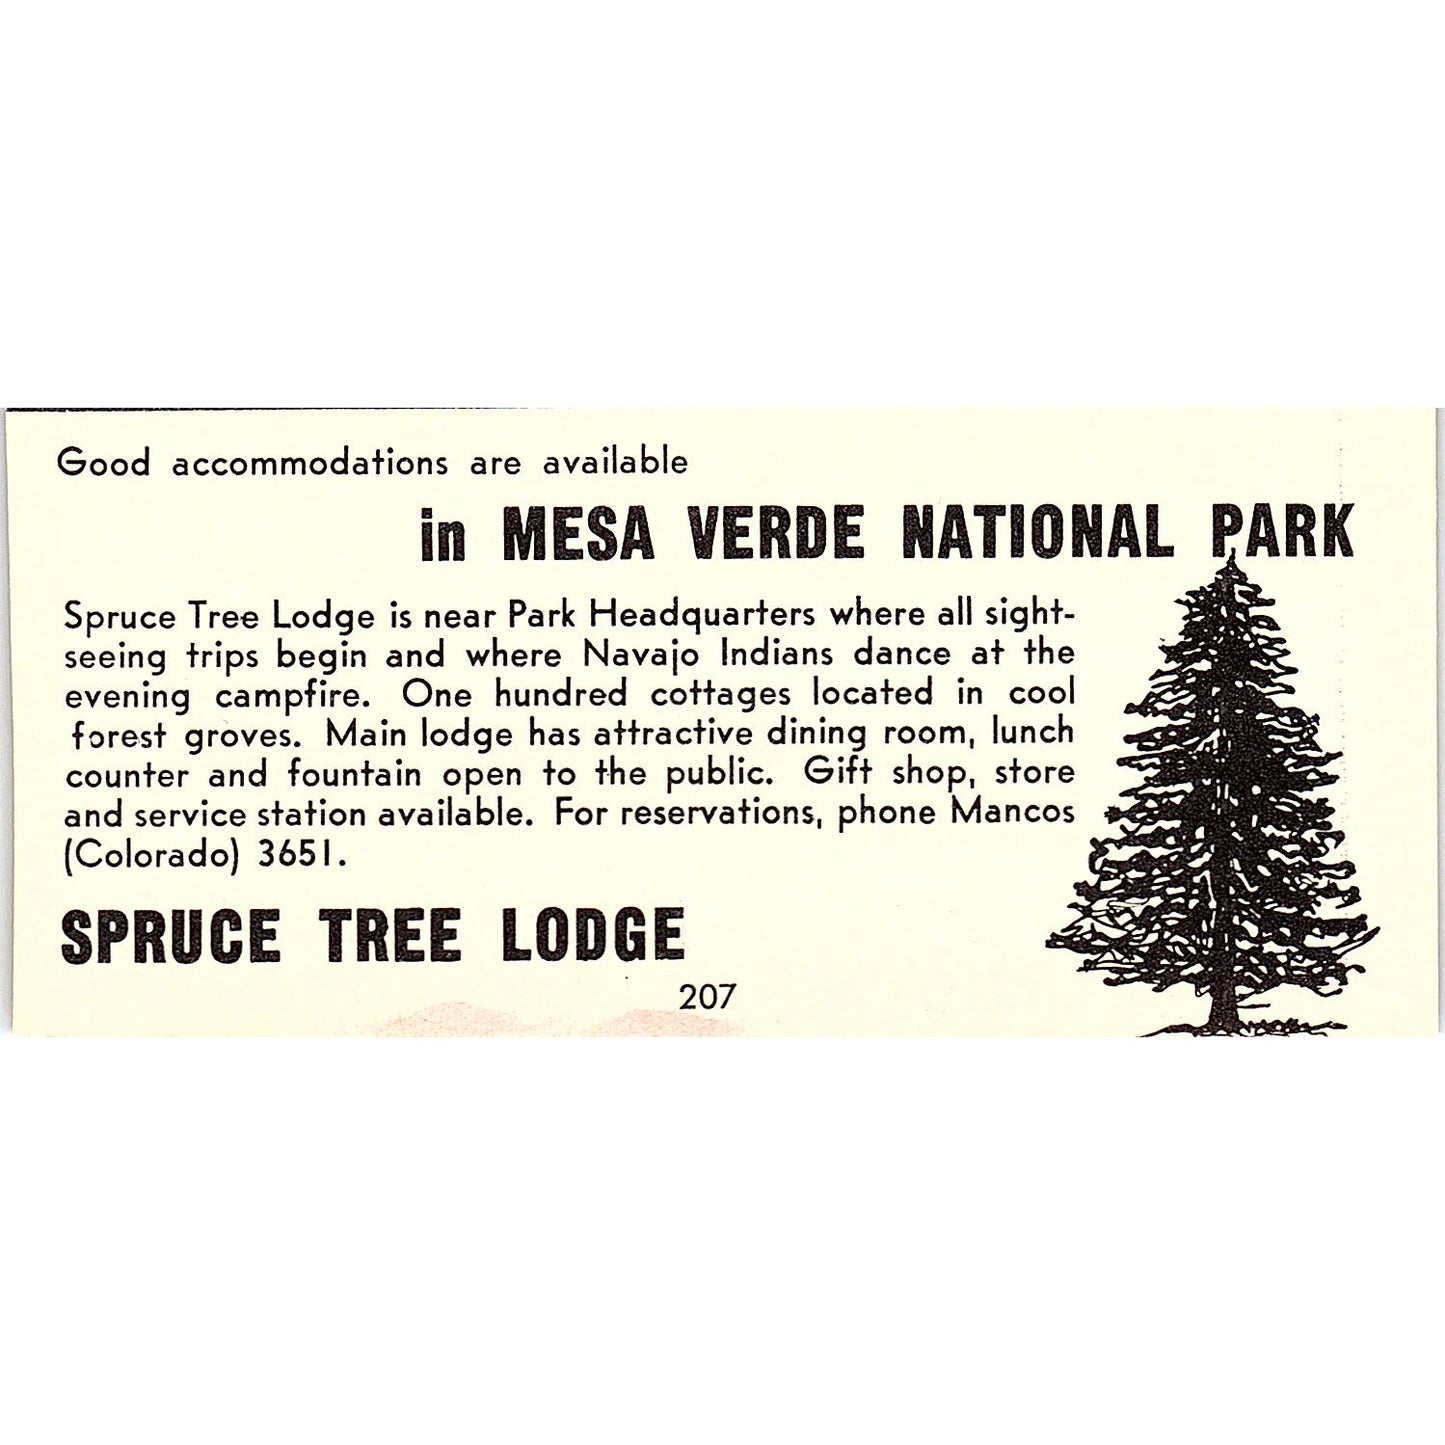 Good accommodations are available
in MESA VERDE NATIONAL PARK
Spruce Tree Lodge is near Park Headquarters where all sight-
seeing trips begin and where Navajo Indians dance at the
evening campfire. One hundred cottages located in cool
forest groves. Main lodge has attractive dining room, lunch
counter and fountain open to the public. Gift shop, store
and service station available. For reservations, phone Mancos
(Colorado) 3651.
SPRUCE TREE LODGE
207